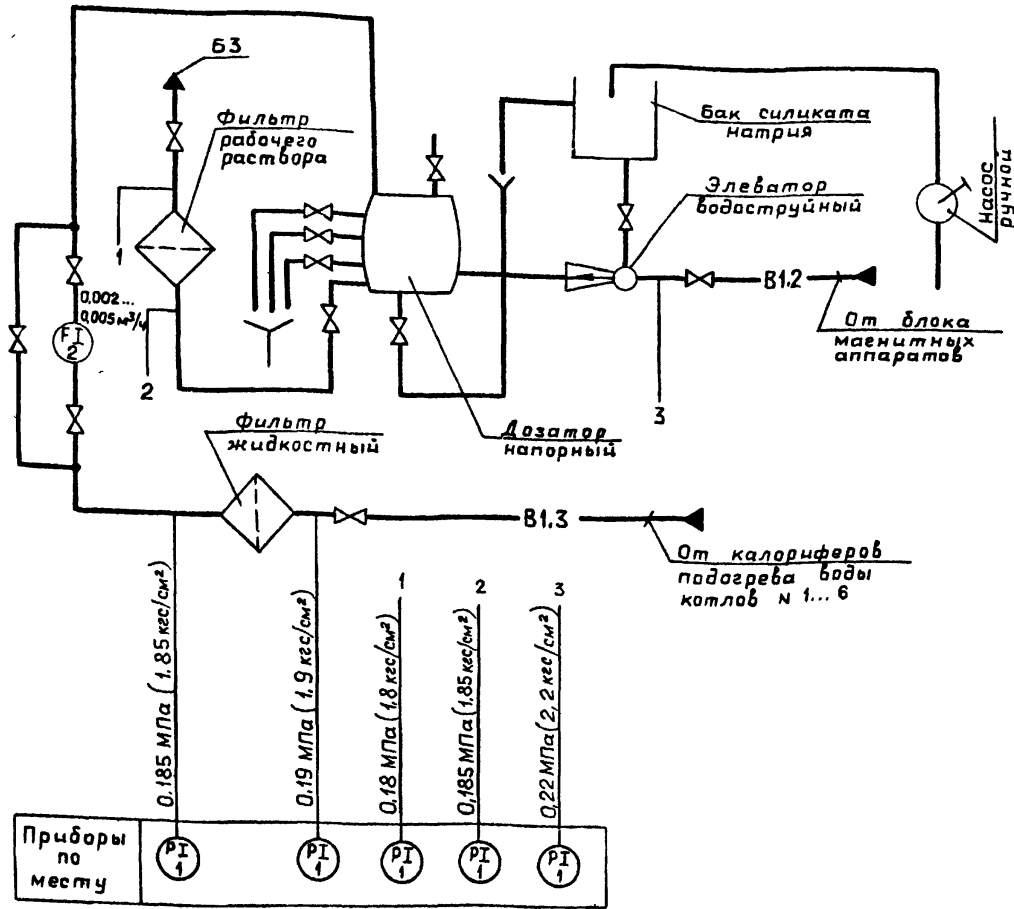 Б3
Фильтр
рабочего
раствора
Бак силиката
натрия
Насос
ручной
Элеватор
водоструйный
1
0,002...
0,005 м³/ч
FI
2
2
В1.2
От блока
магнитных
аппаратов
3
Фильтр
жидкостный
Дозатор
напорный
В1.3
От калориферов
подогрева воды
котлов N 1...6
0.185 МПа (1.85 кгс/см²)
0.19 МПа (1.9 кгс/см²)
1
0,18 МПа (1,8 кгс/см²)
2
0,185 МПа (1.85 кгс/см²)
3
0,22 МПа (2,2 кгс/см²)
Приборы
по
месту
PI
1
PI
1
PI
1
PI
1
PI
1